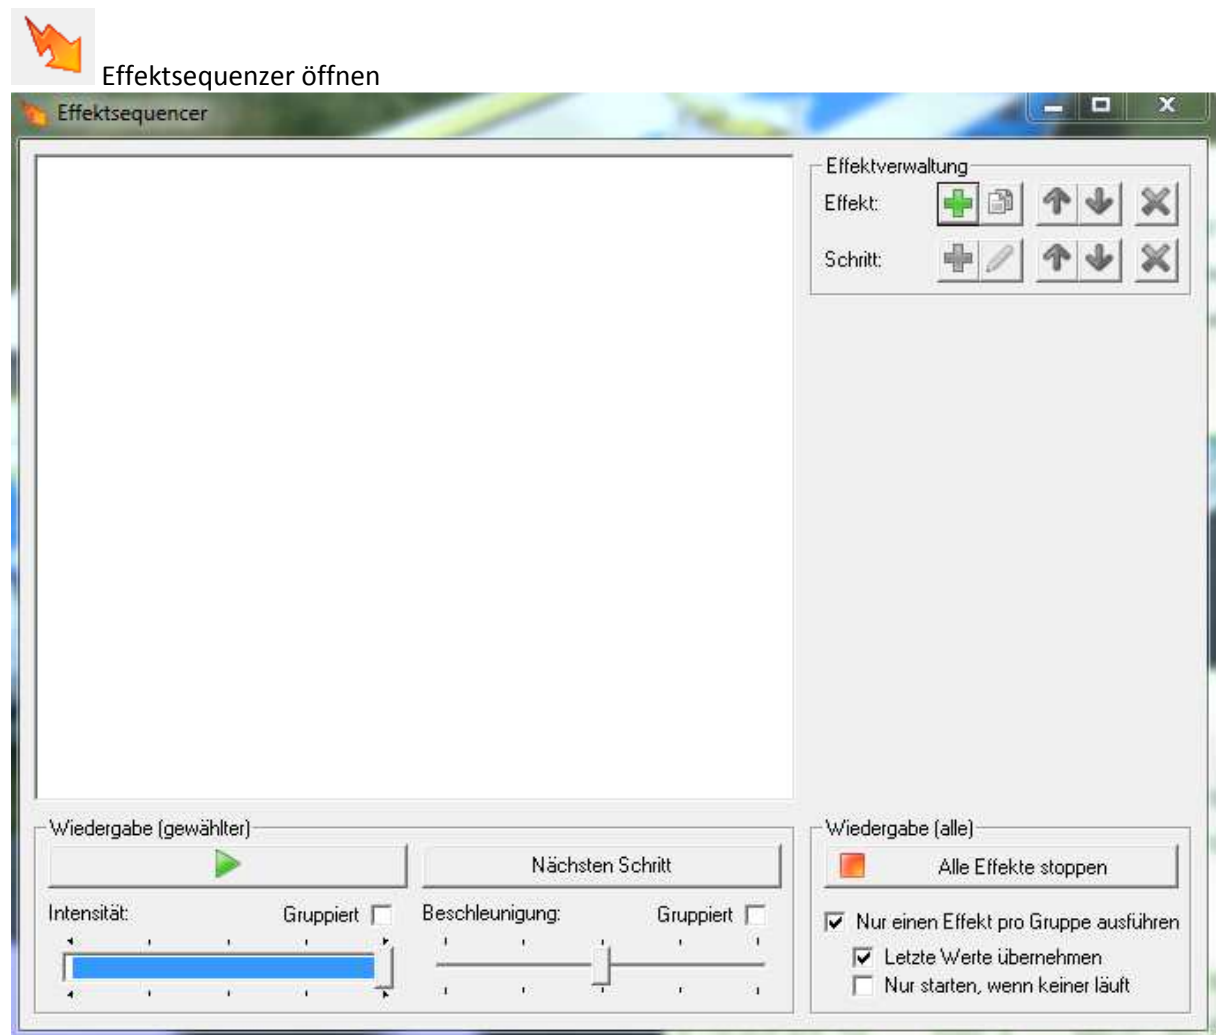 Effektsequenzer öffnen
Effektsequencer
Effektverwaltung
Effekt:
Schritt:
Wiedergabe (gewählter)
Nächsten Schritt
Intensität: Gruppiert
Beschleunigung: Gruppiert
Wiedergabe (alle)
Alle Effekte stoppen
Nur einen Effekt pro Gruppe ausführen
Letzte Werte übernehmen
Nur starten, wenn keiner läuft